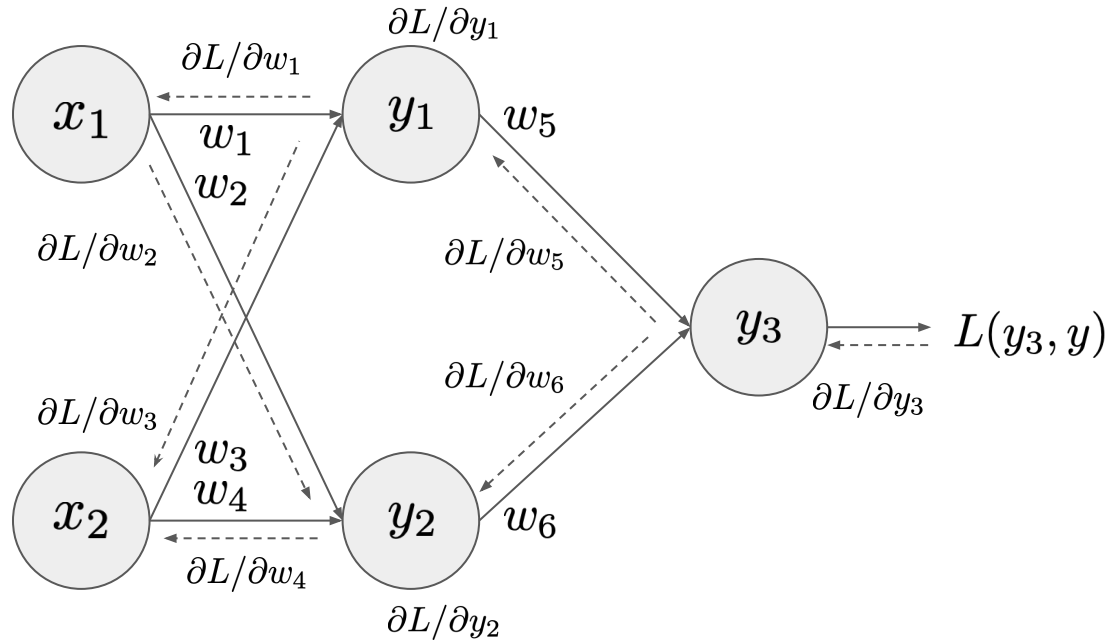 ∂L/∂y₁
∂L/∂w₁
x₁
y₁
w₅
w₁
w₂
∂L/∂w₂
∂L/∂w₅
y₃
L(y₃, y)
∂L/∂w₆
∂L/∂y₃
∂L/∂w₃
w₃
w₄
x₂
y₂
w₆
∂L/∂w₄
∂L/∂y₂